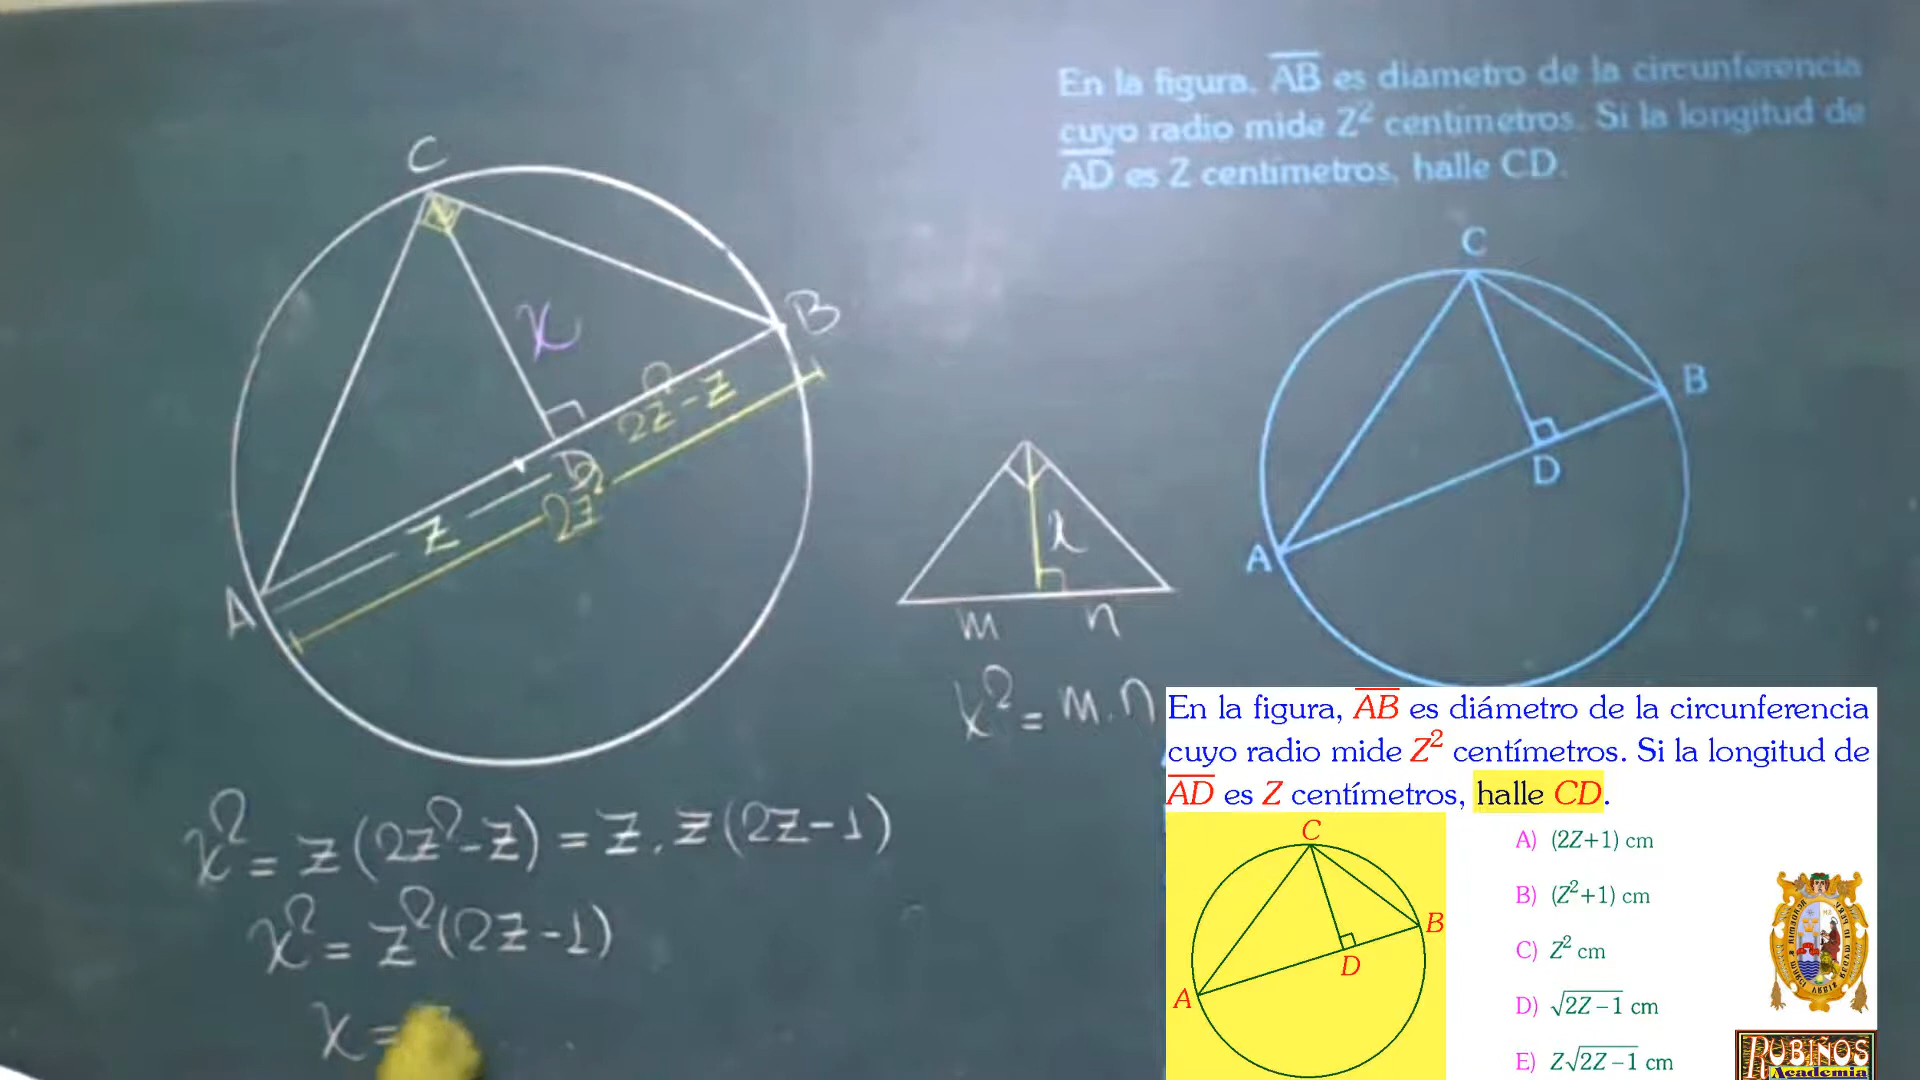 En la figura, AB es diámetro de la circunferencia
cuyo radio mide Z² centímetros. Si la longitud de
AD es Z centímetros, halle CD.
C
B
D
A
C
x
B
2Z² - Z
D
Z
2Z²
A
x
m n
x² = m.n
x² = z(2z²-z) = z.z(2z-1)
x² = z²(2z-1)
x =
En la figura, AB es diámetro de la circunferencia
cuyo radio mide Z² centímetros. Si la longitud de
AD es Z centímetros, halle CD.
C
B
D
A
A) (2Z+1) cm
B) (Z²+1) cm
C) Z² cm
D) √2Z–1 cm
E) Z√2Z–1 cm
RUBIÑOS
Academia